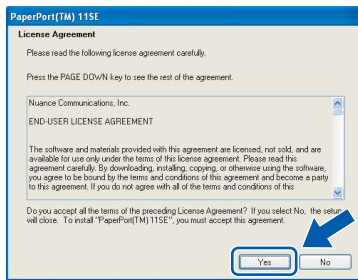 PaperPort(TM) 11SE
License Agreement
Please read the following license agreement carefully.
Press the PAGE DOWN key to see the rest of the agreement.
Nuance Communications, Inc.
END-USER LICENSE AGREEMENT
The software and materials provided with this agreement are licensed, not sold, and are
available for use only under the terms of this license agreement. Please read this
agreement carefully. By downloading, installing, copying, or otherwise using the software,
you agree to be bound by the terms and conditions of this agreement and become a party
to this agreement. If you do not agree with all of the terms and conditions of this
Do you accept all the terms of the preceding License Agreement? If you select No, the setup
will close. To install "PaperPort(TM) 11SE", you must accept this agreement.
Yes
No